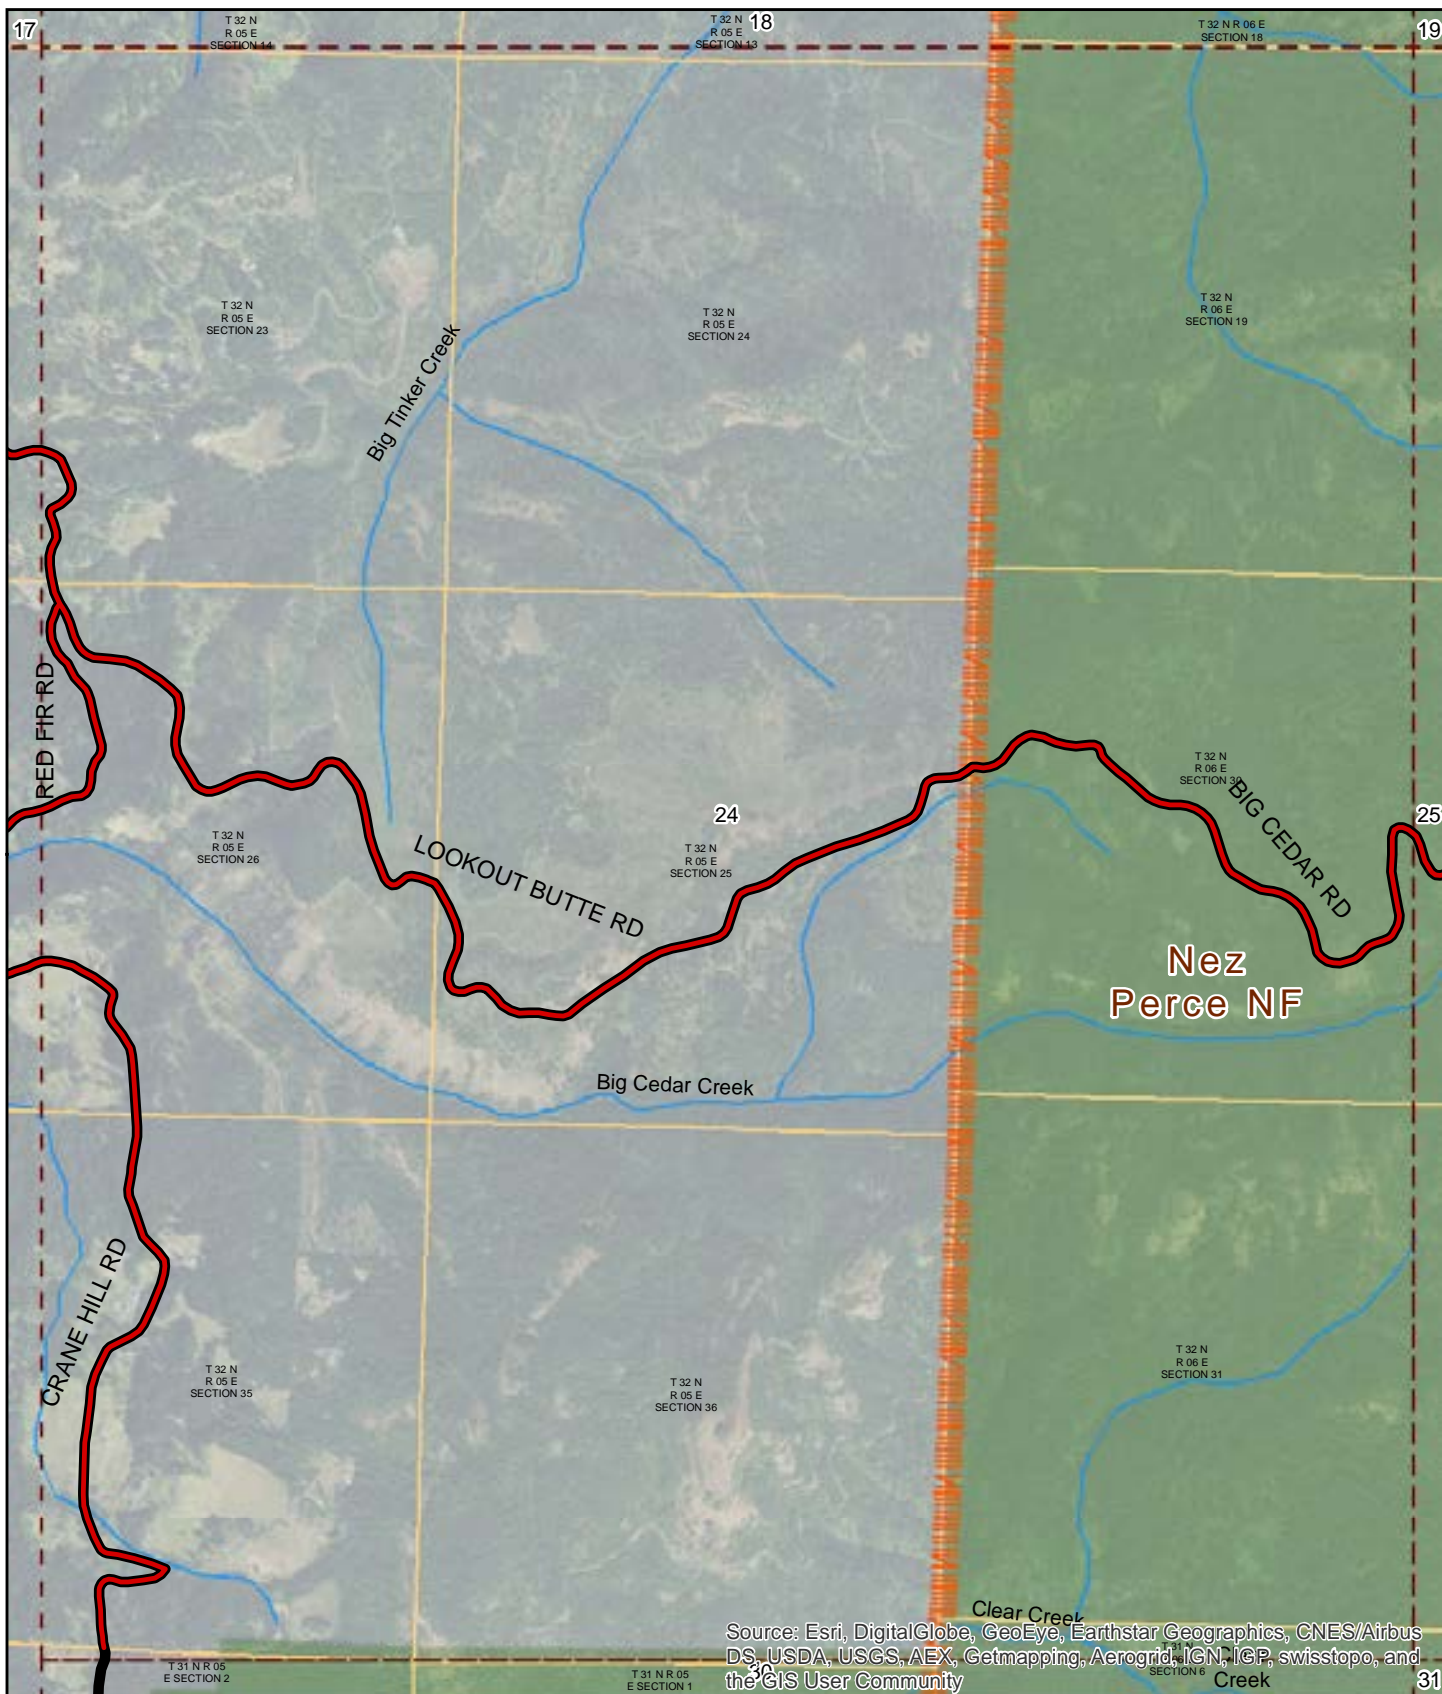 17
T 32 N
R 05 E
SECTION 14
T 32 N
R 05 E
SECTION 13
18
T 32 N R 06 E
SECTION 18
19
T 32 N
R 05 E
SECTION 23
T 32 N
R 05 E
SECTION 24
T 32 N
R 06 E
SECTION 19
Big Tinker Creek
RED FIR RD
T 32 N
R 06 E
SECTION 30
BIG CEDAR RD
24
25
T 32 N
R 05 E
SECTION 26
LOOKOUT BUTTE RD
T 32 N
R 05 E
SECTION 25
Nez
Perce NF
Big Cedar Creek
CRANE HILL RD
T 32 N
R 05 E
SECTION 35
T 32 N
R 05 E
SECTION 36
T 32 N
R 06 E
SECTION 31
Clear Creek
Source: Esri, DigitalGlobe, GeoEye, Earthstar Geographics, CNES/Airbus
DS, USDA, USGS, AEX, Getmapping, Aerogrid, IGN, IGP, swisstopo, and
the GIS User Community
T 31 N R 05
E SECTION 2
T 31 N R 05
E SECTION 1
30
T 31 N
SECTION 6
Creek
31